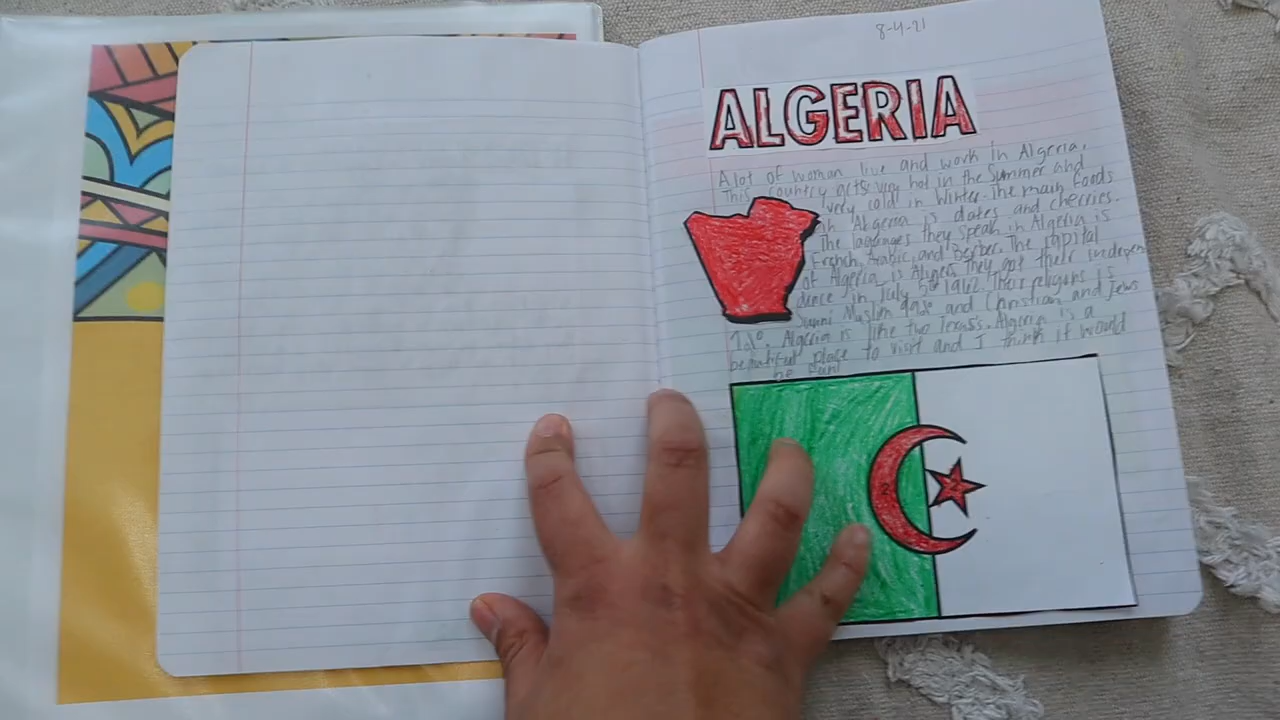 8-4-21
ALGERIA
A lot of woman live and work in Algeria.
This country gets very hot in the Summer and
very cold in Winter. The main foods
in Algeria is dates and cherries.
The languages they speak in Algeria is
French, Arabic, and Berber. The capital
of Algeria is Algiers. They got their indepen
dence in July 5th 1962. Their religons is
Sunni Muslim 99% and Christian and Jews
1%. Algeria is like two Texas's. Algeria is a
beautiful place to visit and I think it would
be fun!